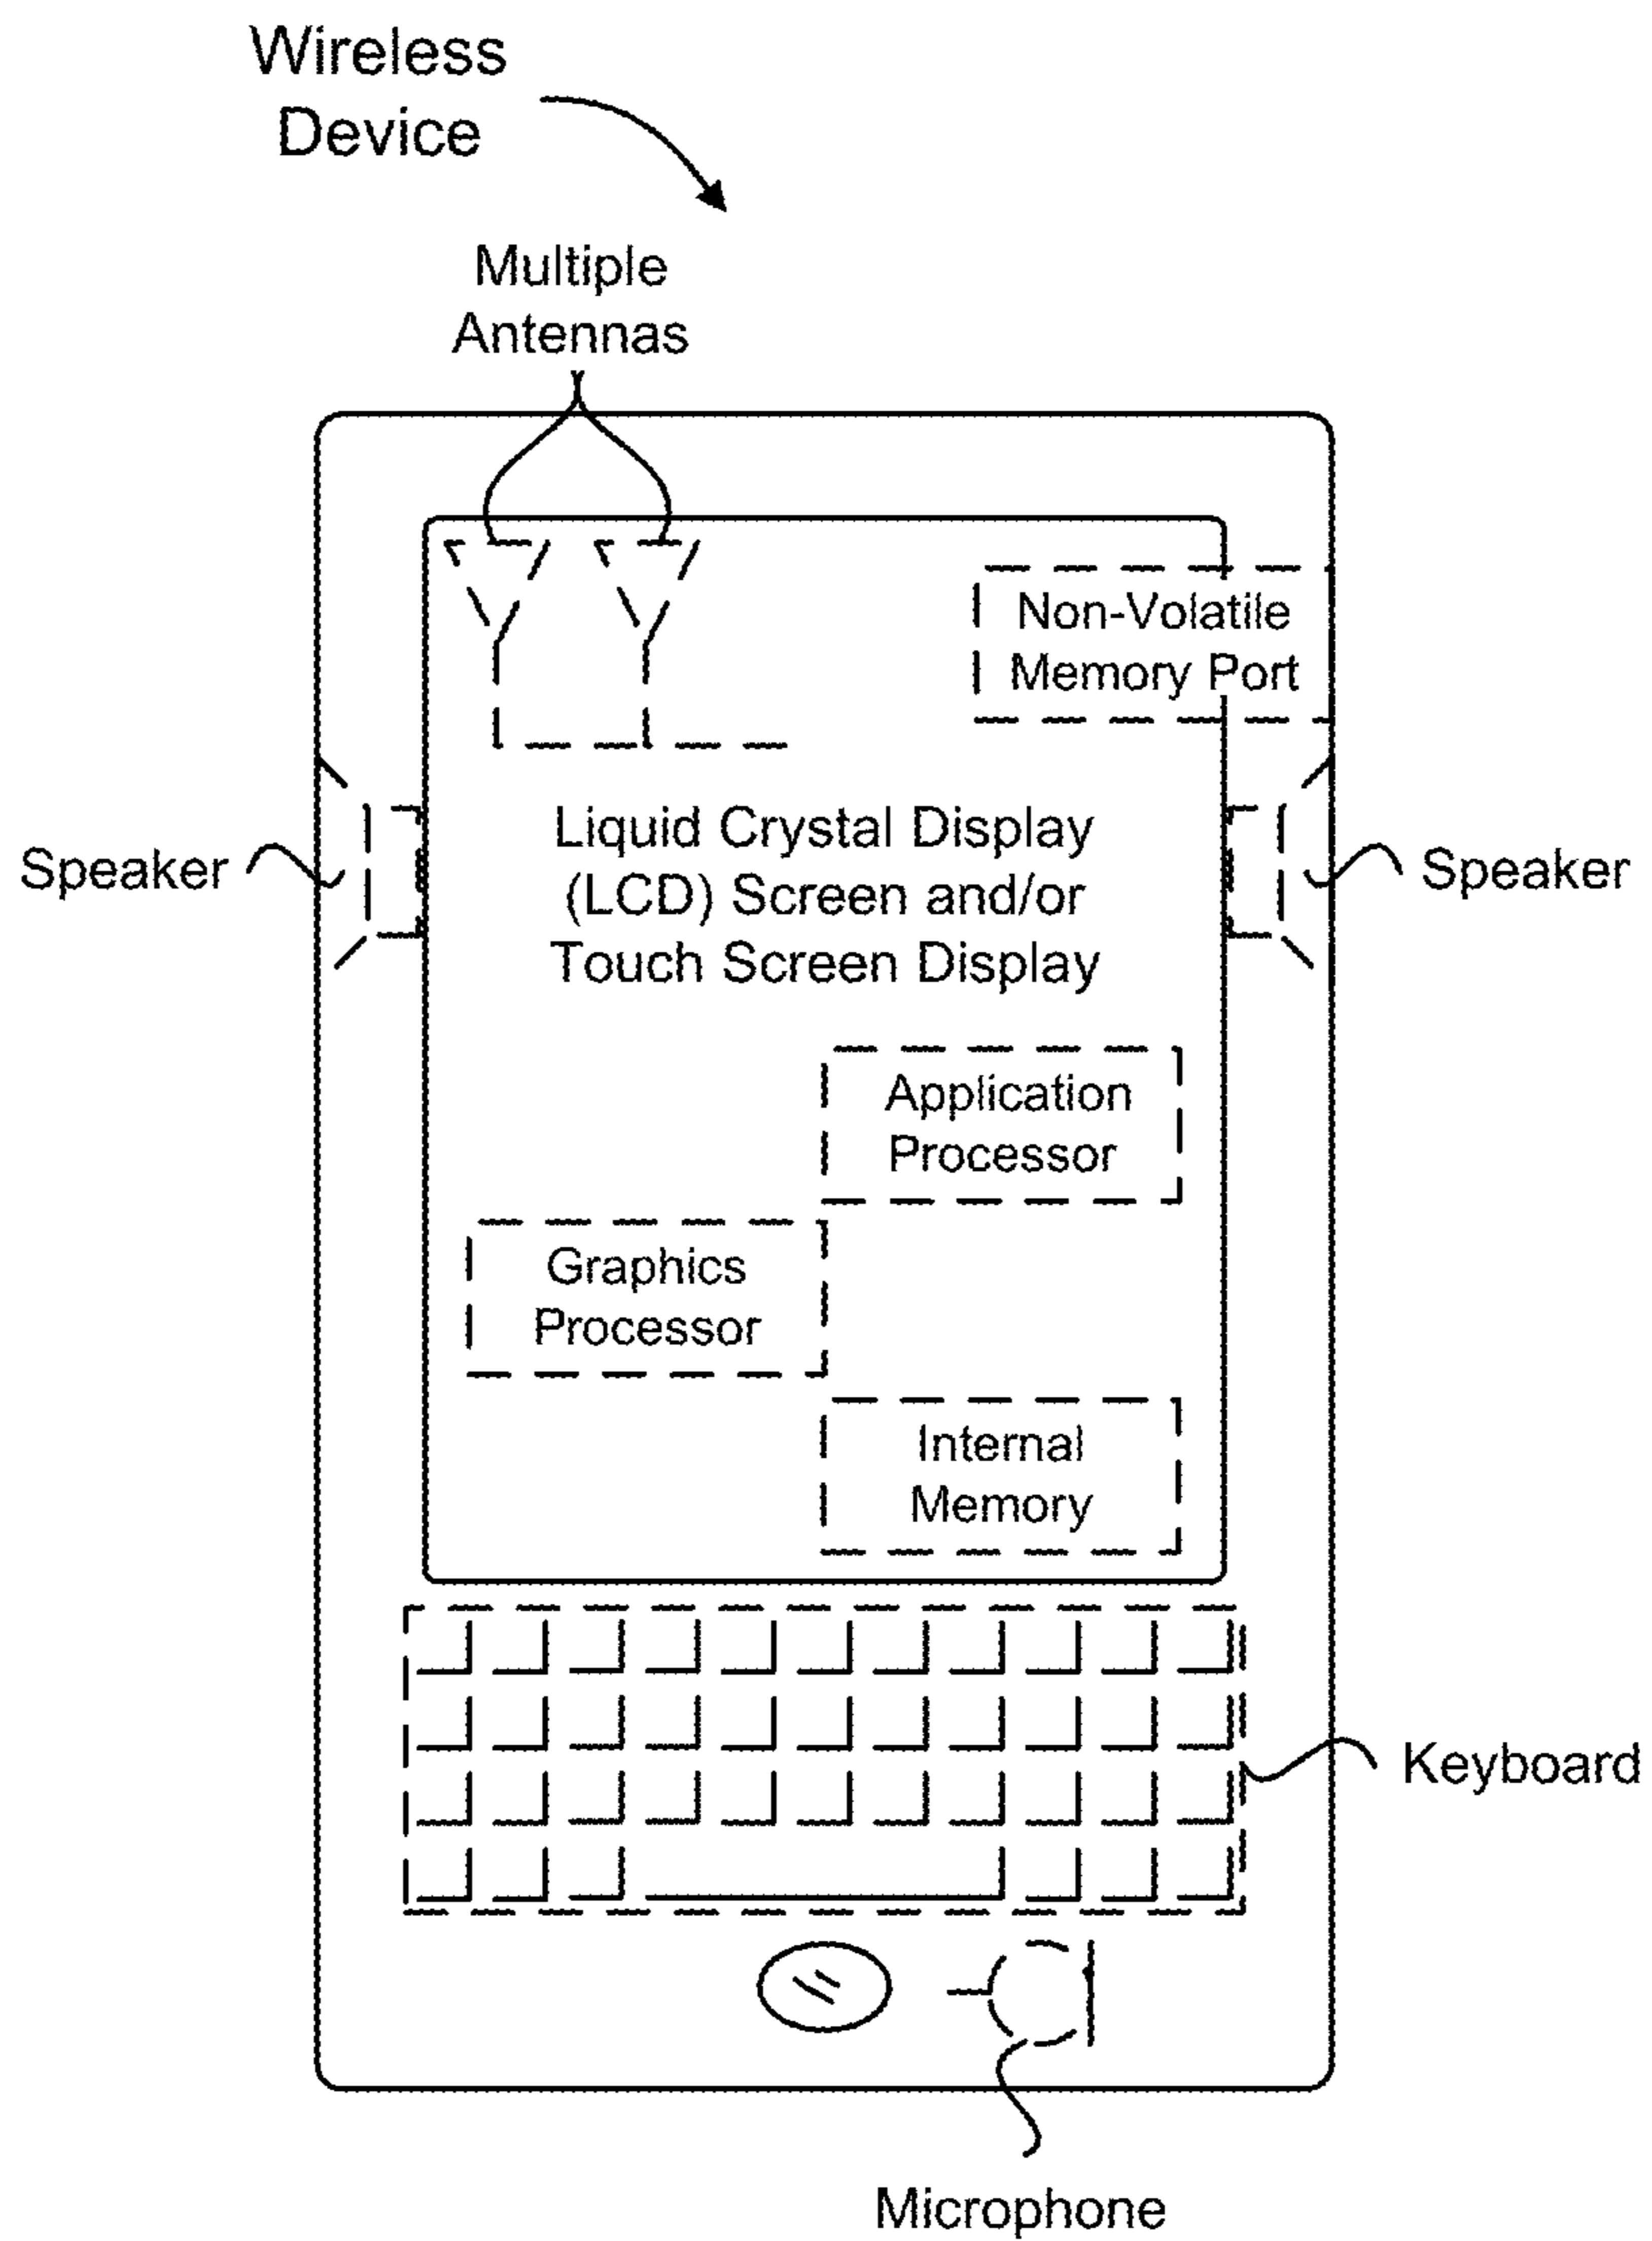 Wireless
Device
Multiple
Antennas
Non-Volatile
Memory Port
Liquid Crystal Display
(LCD) Screen and/or
Touch Screen Display
Speaker
Speaker
Application
Processor
Graphics
Processor
Internal
Memory
Keyboard
Microphone